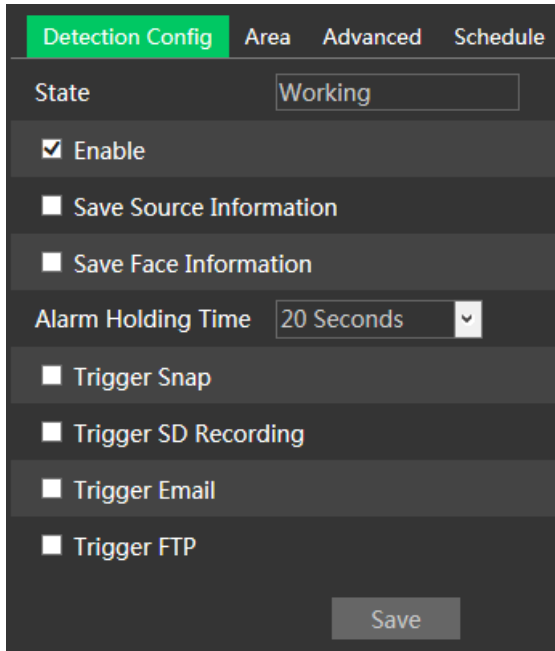 Detection Config Area Advanced Schedule
State Working
Enable
Save Source Information
Save Face Information
Alarm Holding Time 20 Seconds
Trigger Snap
Trigger SD Recording
Trigger Email
Trigger FTP
Save